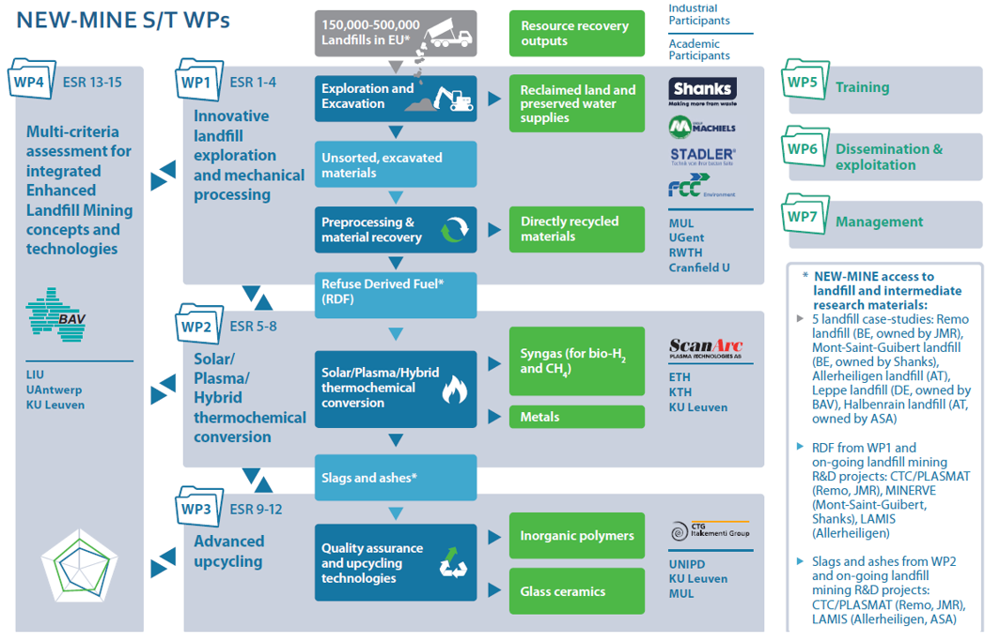 NEW-MINE S/T WPs
150,000-500,000
Landfills in EU*
Resource recovery
outputs
Industrial
Participants
Academic
Participants
WP4
ESR 13-15
Multi-criteria
assessment for
integrated
Enhanced
Landfill Mining
concepts and
technologies
BAV
LIU
UAntwerp
KU Leuven
WP1
ESR 1-4
Innovative
landfill
exploration
and mechanical
processing
Exploration and
Excavation
Reclaimed land and
preserved water
supplies
Unsorted, excavated
materials
Preprocessing &
material recovery
Directly recycled
materials
Shanks
Making more from waste
GROUP
MACHIELS
STADLER®
FCC
Environment
MUL
UGent
RWTH
Cranfield U
Refuse Derived Fuel*
(RDF)
WP2
ESR 5-8
Solar/
Plasma/
Hybrid
thermochemical
conversion
Solar/Plasma/Hybrid
thermochemical
conversion
Syngas (for bio-H2
and CH4)
Metals
ScanArc
PLASMA TECHNOLOGIES AB
ETH
KTH
KU Leuven
Slags and ashes*
WP3
ESR 9-12
Advanced
upcycling
Quality assurance
and upcycling
technologies
Inorganic polymers
Glass ceramics
CTG
Italcementi Group
UNIPD
KU Leuven
MUL
WP5
Training
WP6
Dissemination &
exploitation
WP7
Management
* NEW-MINE access to
landfill and intermediate
research materials:
5 landfill case-studies: Remo
landfill (BE, owned by JMR),
Mont-Saint-Guibert landfill
(BE, owned by Shanks),
Allerheiligen landfill (AT),
Leppe landfill (DE, owned by
BAV), Halbenrain landfill (AT,
owned by ASA)
RDF from WP1 and
on-going landfill mining
R&D projects: CTC/PLASMAT
(Remo, JMR), MINERVE
(Mont-Saint-Guibert,
Shanks), LAMIS
(Allerheiligen)
Slags and ashes from WP2
and on-going landfill
mining R&D projects:
CTC/PLASMAT (Remo, JMR),
LAMIS (Allerheiligen, ASA)